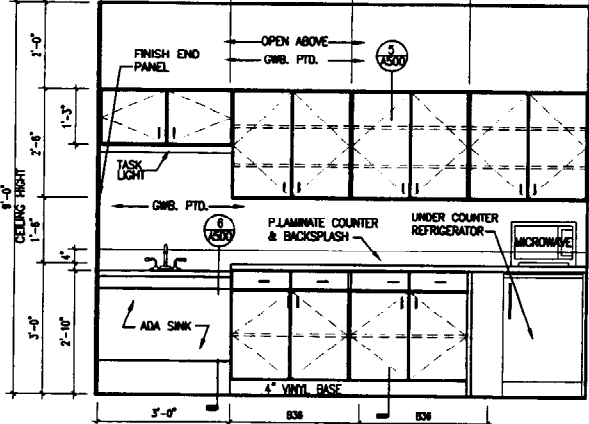 OPEN ABOVE
GWB. PTD.
5
A500
FINISH END
PANEL
2'-0"
1'-3"
2'-6"
TASK
LIGHT
9'-0"
CEILING HIGHT
GWB. PTD.
6
A500
P.LAMINATE COUNTER
& BACKSPLASH
UNDER COUNTER
REFRIGERATOR
MICROWAVE
1'-6"
4"
ADA SINK
3'-0"
2'-10"
4" VINYL BASE
3'-0"
B36
B36